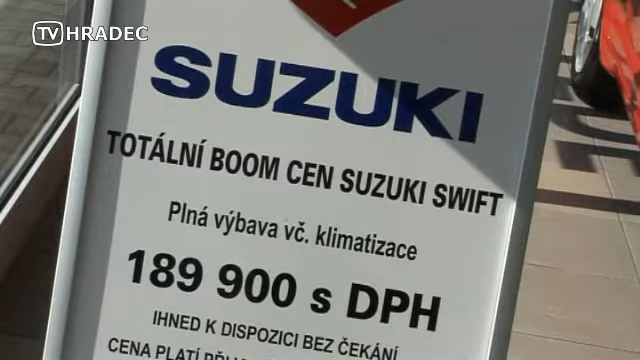 TV HRADEC
SUZUKI
TOTÁLNÍ BOOM CEN SUZUKI SWIFT
Plná výbava vč. klimatizace
189 900 s DPH
IHNED K DISPOZICI BEZ ČEKÁNÍ
CENA PLATÍ PŘI